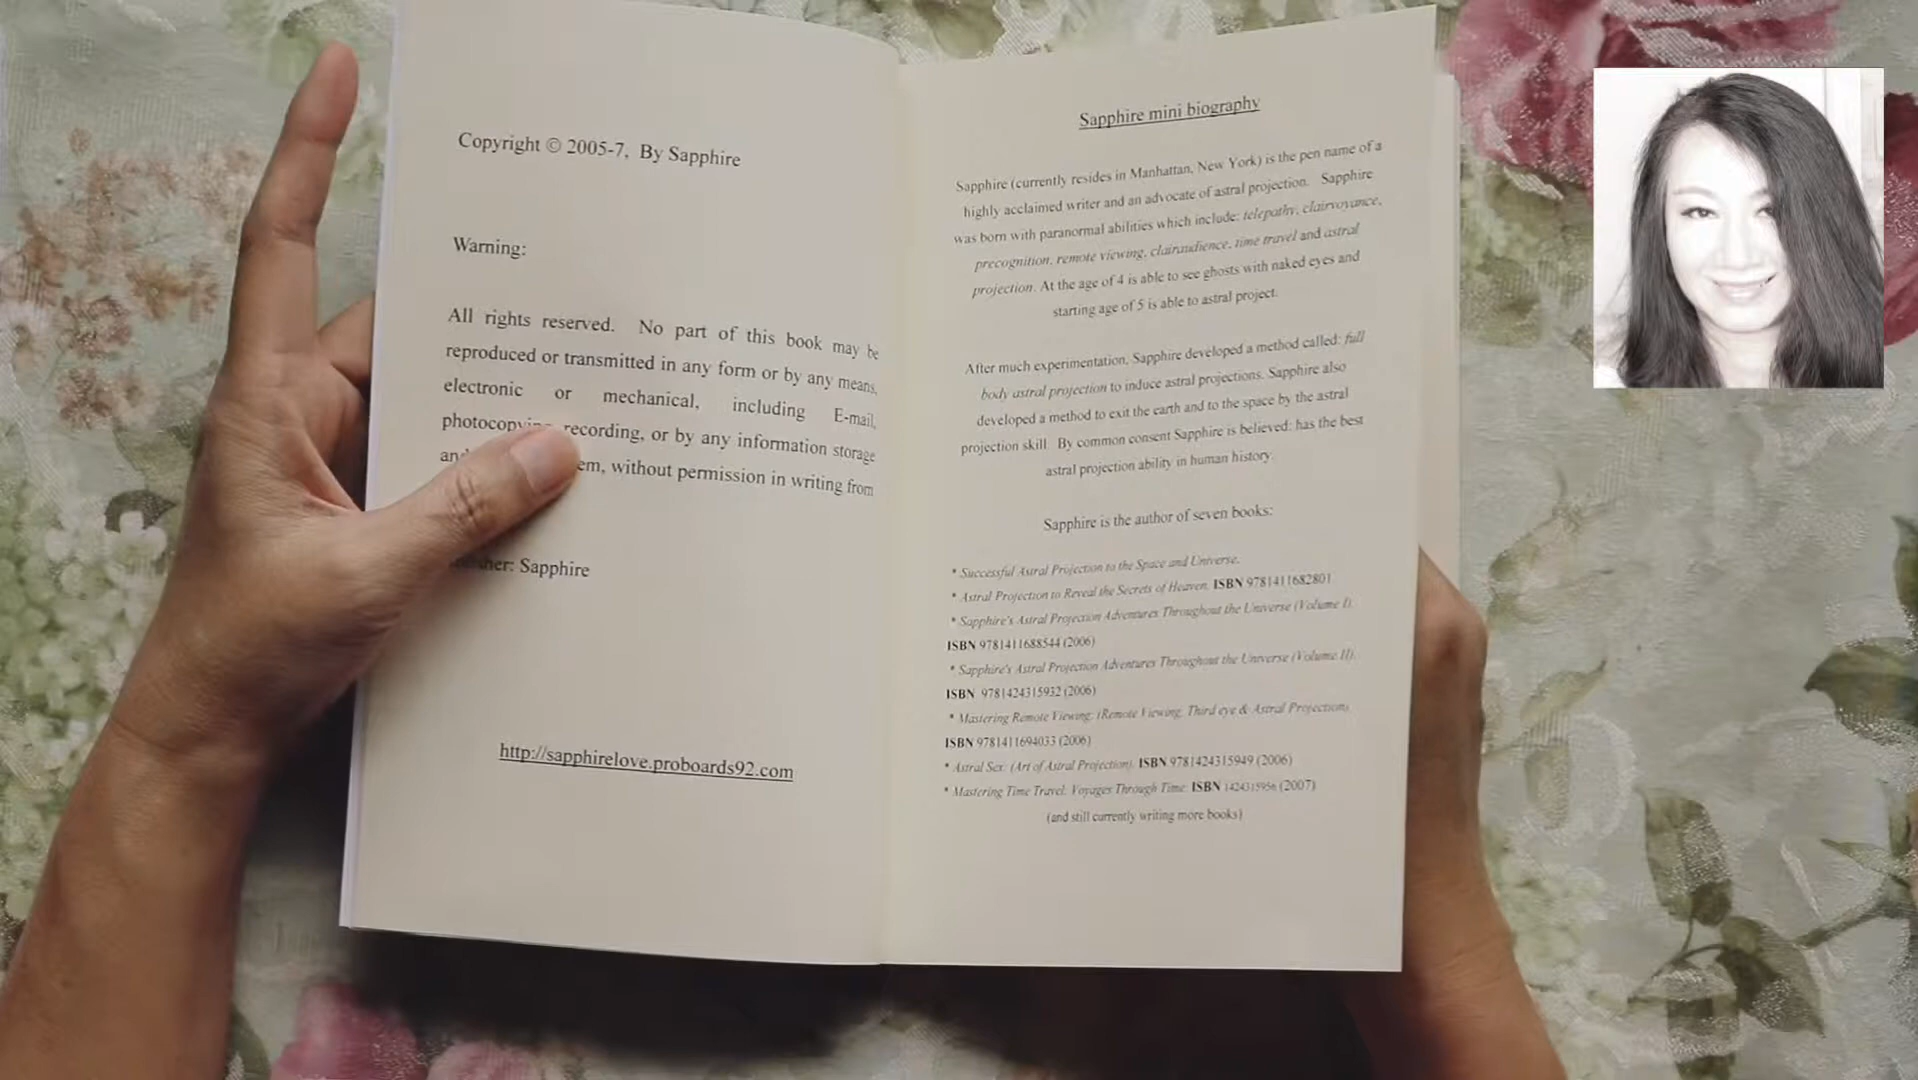 Copyright © 2005-7, By Sapphire
Warning:
All rights reserved. No part of this book may be
reproduced or transmitted in any form or by any means,
electronic or mechanical, including E-mail,
photocopying, recording, or by any information storage
without permission in writing from
Sapphire
http://sapphirelove.proboards92.com
Sapphire mini biography
Sapphire (currently resides in Manhattan, New York) is the pen name of a
highly acclaimed writer and an advocate of astral projection. Sapphire
was born with paranormal abilities which include: telepathy, clairvoyance,
precognition, remote viewing, clairaudience, time travel and astral
projection. At the age of 4 is able to see ghosts with naked eyes and
starting age of 5 is able to astral project.
After much experimentation, Sapphire developed a method called: full
body astral projection to induce astral projections. Sapphire also
developed a method to exit the earth and to the space by the astral
projection skill. By common consent Sapphire is believed: has the best
astral projection ability in human history.
Sapphire is the author of seven books:
* Successful Astral Projection to the Space and Universe.
* Astral Projection to Reveal the Secrets of Heaven. ISBN 9781411682801
* Sapphire's Astral Projection Adventures Throughout the Universe (Volume I).
ISBN 9781411688544 (2006)
* Sapphire's Astral Projection Adventures Throughout the Universe (Volume II).
ISBN 9781424315932 (2006)
* Mastering Remote Viewing: (Remote Viewing, Third eye & Astral Projection)
ISBN 9781411694033 (2006)
* Astral Sex: (Art of Astral Projection). ISBN 9781424315949 (2006)
* Mastering Time Travel: Voyages Through Time: ISBN 1424315956 (2007)
(and still currently writing more books)